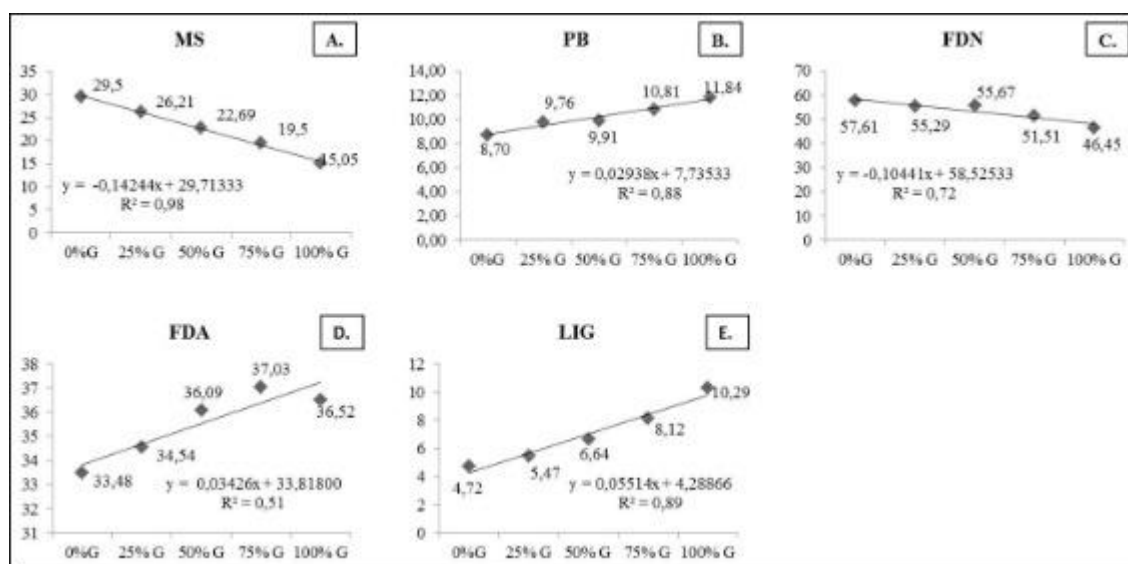 MS
A.
35
30
25
20
15
10
5
0
29,5
26,21
22,69
19,5
15,05
y = -0,14244x + 29,71333
R² = 0,98
0%G 25% G 50% G 75% G 100% G
PB
B.
14,00
12,00
10,00
8,00
6,00
4,00
2,00
0,00
8,70
9,76
9,91
10,81
11,84
y = 0,02938x + 7,73533
R² = 0,88
0%G 25% G 50% G 75% G 100% G
FDN
C.
70
60
50
40
30
20
10
0
57,61
55,29
55,67
51,51
46,45
y = -0,10441x + 58,52533
R² = 0,72
0%G 25% G 50% G 75% G 100% G
FDA
D.
38
37
36
35
34
33
32
31
33,48
34,54
36,09
37,03
36,52
y = 0,03426x + 33,81800
R² = 0,51
0%G 25% G 50% G 75% G 100% G
LIG
E.
12
10
8
6
4
2
0
4,72
5,47
6,64
8,12
10,29
y = 0,05514x + 4,28866
R² = 0,89
0%G 25% G 50% G 75% G 100% G